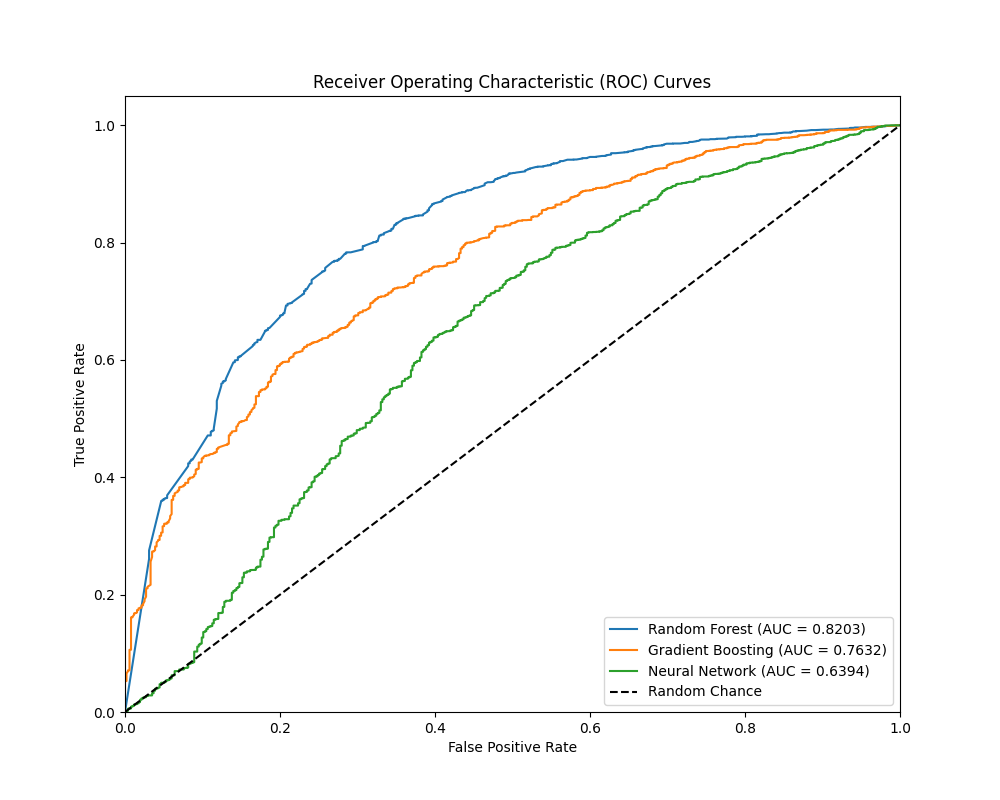 Receiver Operating Characteristic (ROC) Curves
1.0
0.8
0.6
0.4
0.2
0.0
True Positive Rate
Random Forest (AUC = 0.8203)
Gradient Boosting (AUC = 0.7632)
Neural Network (AUC = 0.6394)
Random Chance
0.0 0.2 0.4 0.6 0.8 1.0
False Positive Rate